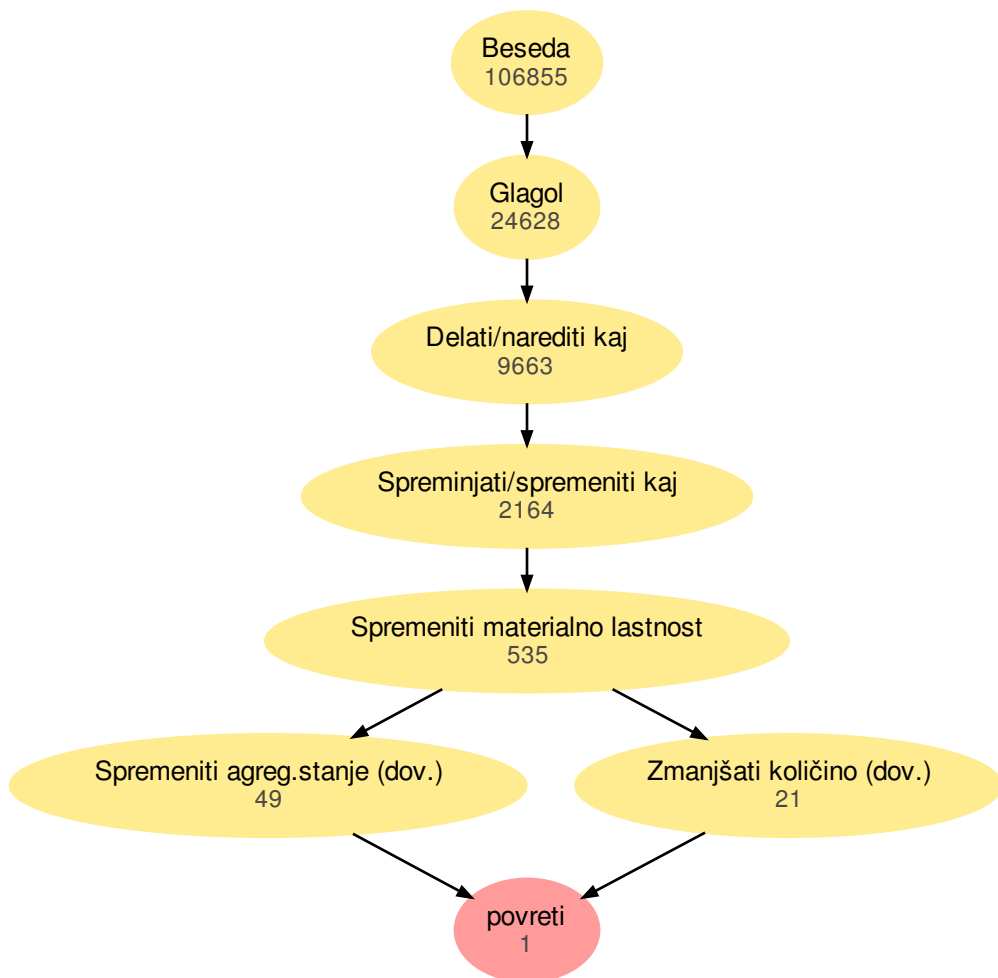 Beseda
106855
Glagol
24628
Delati/narediti kaj
9663
Spreminjati/spremeniti kaj
2164
Spremeniti materialno lastnost
535
Spremeniti agreg.stanje (dov.)
49
Zmanjšati količino (dov.)
21
povreti
1